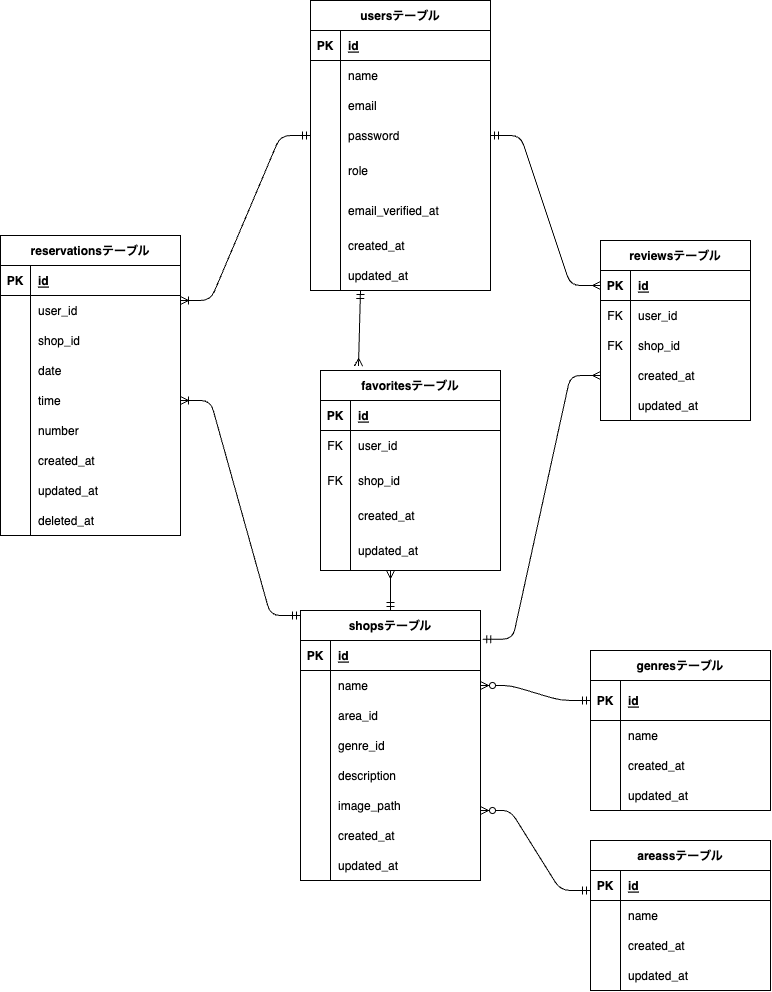 usersテーブル
PK id
name
email
password
role
email_verified_at
created_at
updated_at
reservationsテーブル
PK id
user_id
shop_id
date
time
number
created_at
updated_at
deleted_at
reviewsテーブル
PK id
FK user_id
FK shop_id
created_at
updated_at
favoritesテーブル
PK id
FK user_id
FK shop_id
created_at
updated_at
shopsテーブル
PK id
name
area_id
genre_id
description
image_path
created_at
updated_at
genresテーブル
PK id
name
created_at
updated_at
areassテーブル
PK id
name
created_at
updated_at